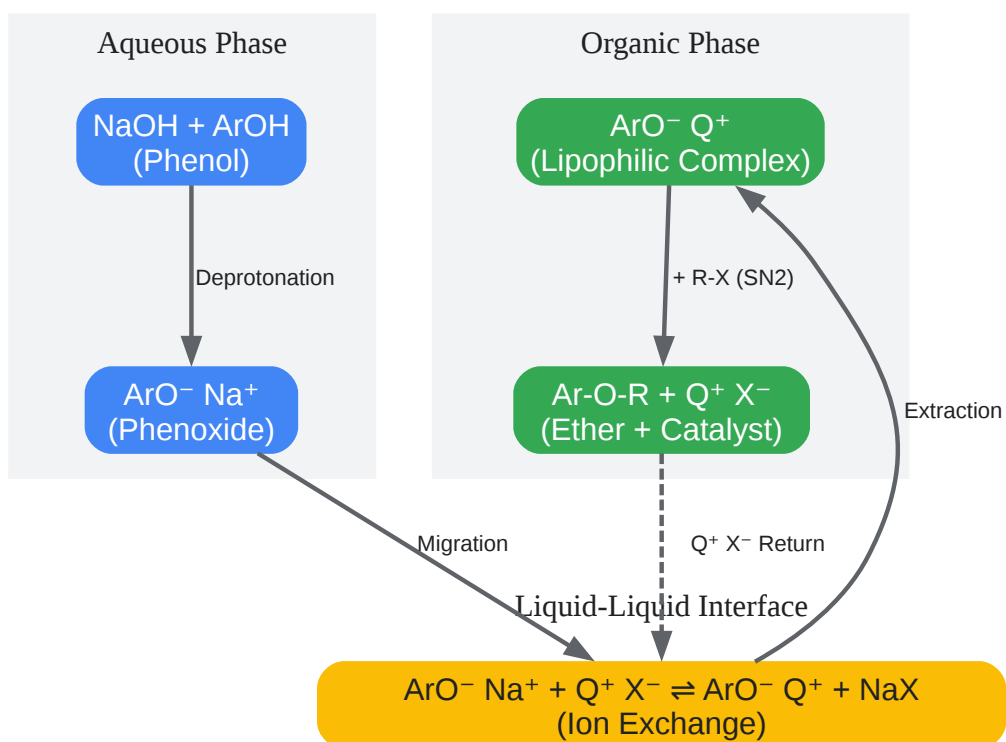 Aqueous Phase
Organic Phase
NaOH + ArOH
(Phenol)
ArO⁻ Q⁺
(Lipophilic Complex)
Deprotonation
+ R-X (SN2)
ArO⁻ Na⁺
(Phenoxide)
Ar-O-R + Q⁺ X⁻
(Ether + Catalyst)
Extraction
Migration
Q⁺ X⁻ Return
Liquid-Liquid Interface
ArO⁻ Na⁺ + Q⁺ X⁻ ⇌ ArO⁻ Q⁺ + NaX
(Ion Exchange)